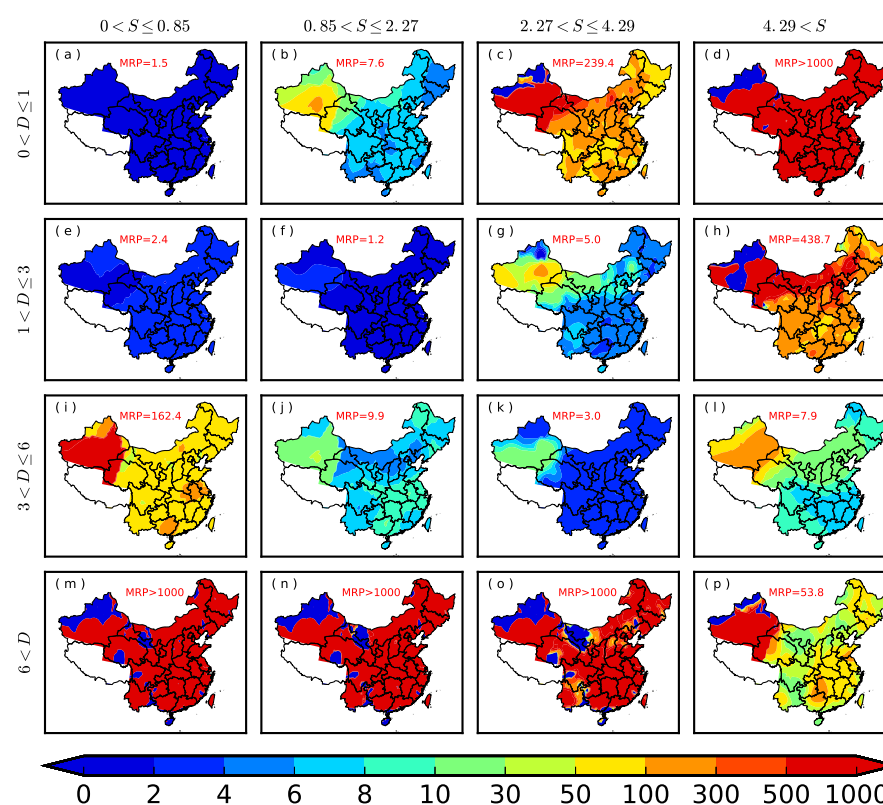 0 < S ≤ 0.85 0.85 < S ≤ 2.27 2.27 < S ≤ 4.29 4.29 < S
0 < D ≤ 1
(a) MRP=1.5
(b) MRP=7.6
(c) MRP=239.4
(d) MRP>1000
1 < D ≤ 3
(e) MRP=2.4
(f) MRP=1.2
(g) MRP=5.0
(h) MRP=438.7
3 < D ≤ 6
(i) MRP=162.4
(j) MRP=9.9
(k) MRP=3.0
(l) MRP=7.9
6 < D
(m) MRP>1000
(n) MRP>1000
(o) MRP>1000
(p) MRP=53.8
0 2 4 6 8 10 30 50 100 300 500 1000